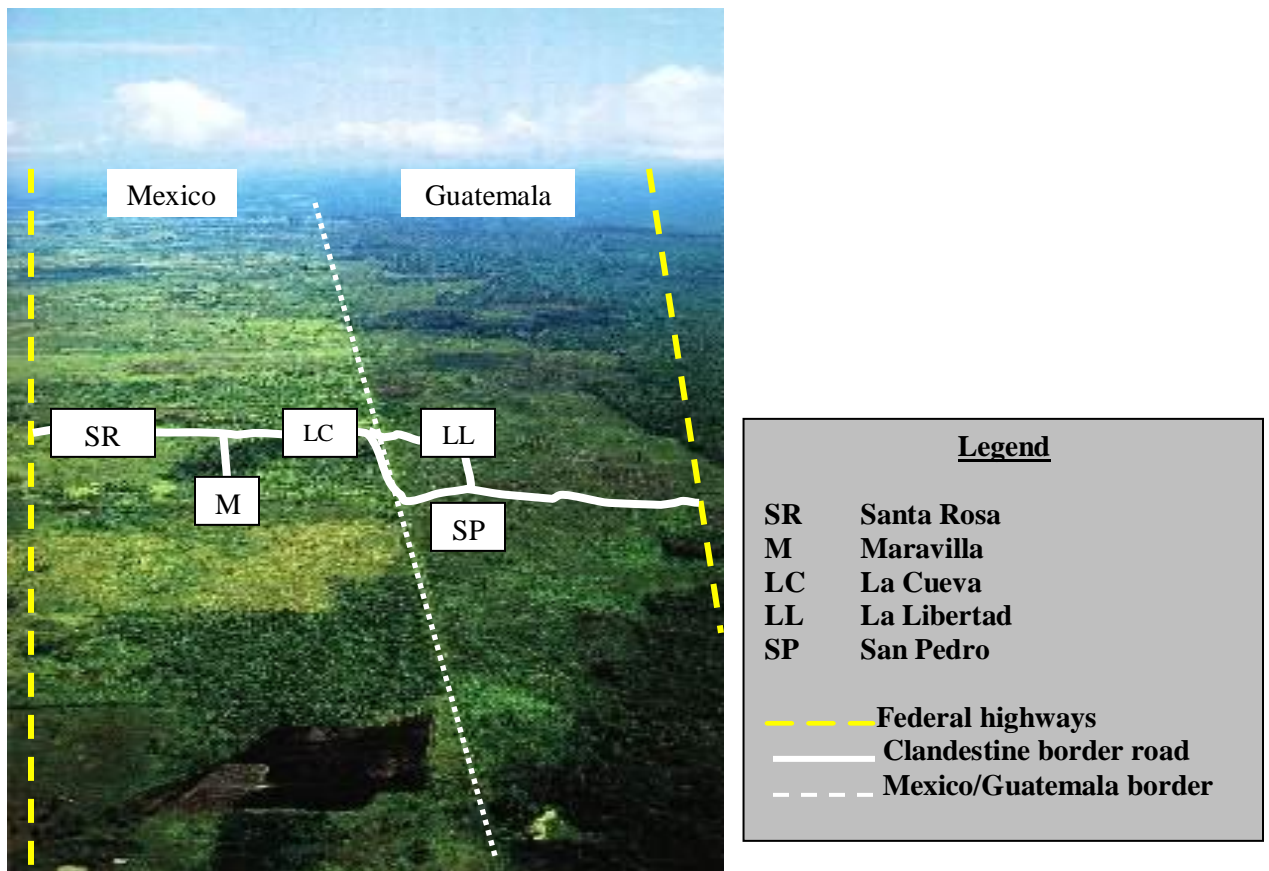 Mexico
Guatemala
SR
LC
LL
M
SP
Legend
SR Santa Rosa
M Maravilla
LC La Cueva
LL La Libertad
SP San Pedro
Federal highways
Clandestine border road
Mexico/Guatemala border